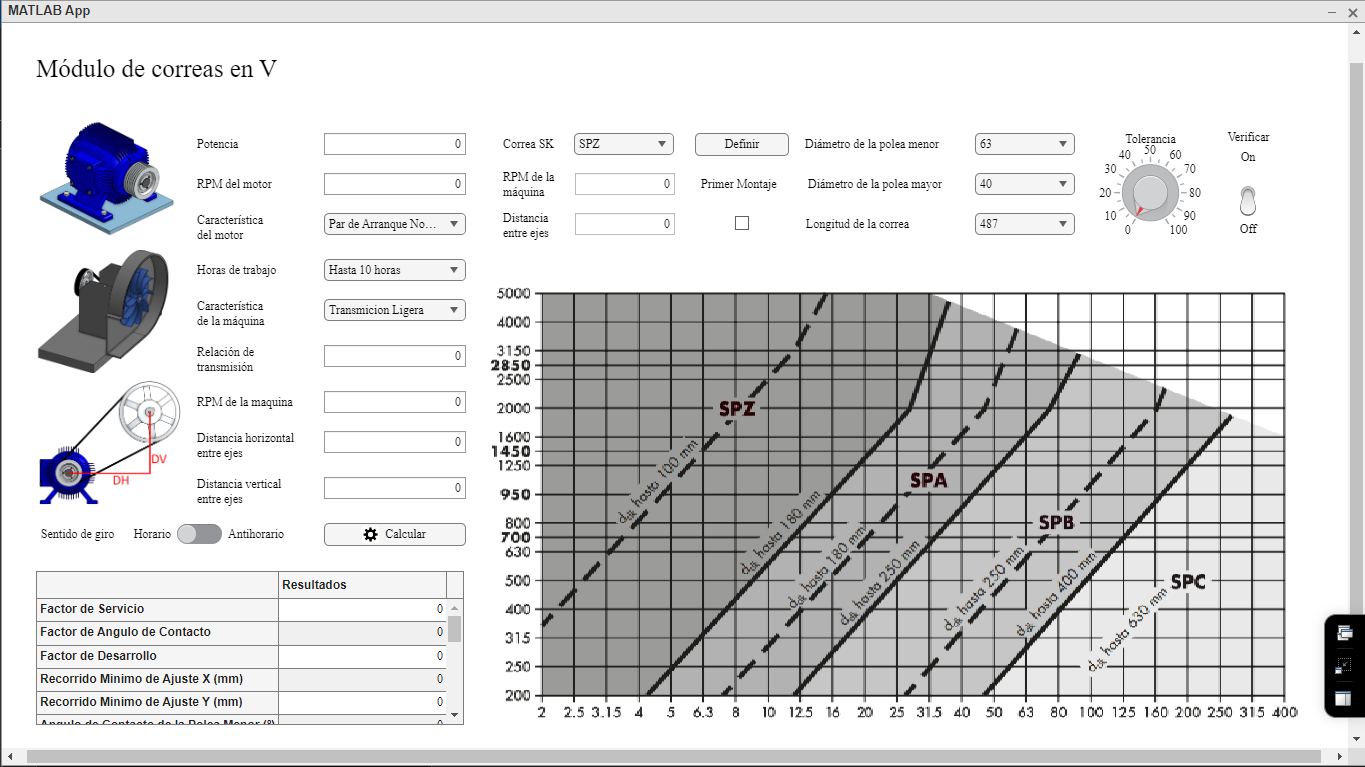 MATLAB App
Módulo de correas en V
Potencia
0
RPM del motor
0
Característica
del motor
Par de Arranque No...
Horas de trabajo
Hasta 10 horas
Característica
de la máquina
Transmicion Ligera
Relación de
transmisión
0
RPM de la maquina
0
Distancia horizontal
entre ejes
0
Distancia vertical
entre ejes
0
DV
DH
Sentido de giro
Horario
Antihorario
Calcular
Resultados
Factor de Servicio
0
Factor de Angulo de Contacto
0
Factor de Desarrollo
0
Recorrido Minimo de Ajuste X (mm)
0
Recorrido Minimo de Ajuste Y (mm)
0
Angulo de Contacto de la Polea Menor (º)
0
Correa SK
SPZ
Definir
RPM de la
máquina
0
Primer Montaje
Distancia
entre ejes
0
Diámetro de la polea menor
63
Diámetro de la polea mayor
40
Longitud de la correa
487
Tolerancia
0
10
20
30
40
50
60
70
80
90
100
Verificar
On
Off
5000
4000
3150
2850
2500
2000
1600
1450
1250
950
800
700
630
500
400
315
250
200
SPZ
SPA
SPB
SPC
ddk hasta 100 mm
ddk hasta 180 mm
ddk hasta 180 mm
ddk hasta 250 mm
ddk hasta 250 mm
ddk hasta 400 mm
ddk hasta 630 mm
2 2.5 3.15 4 5 6.3 8 10 12.5 16 20 25 31.5 40 50 63 80 100 125 160 200 250 315 400